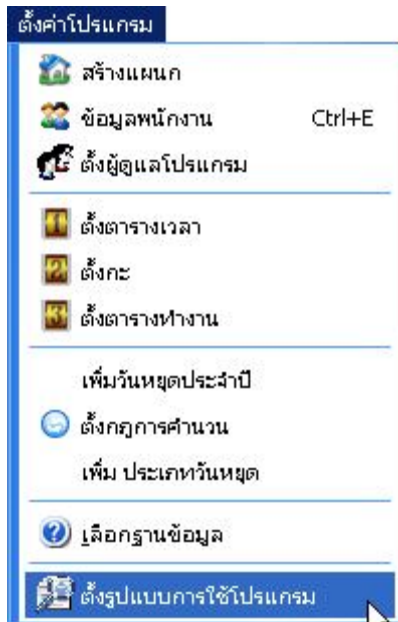 ตั้งค่าโปรแกรม
สร้างแผนก
ข้อมูลพนักงาน Ctrl+E
ตั้งผู้ดูแลโปรแกรม
1 ตั้งตารางเวลา
2 ตั้งกะ
3 ตั้งตารางทำงาน
เพิ่มวันหยุดประจำปี
ตั้งกฎการคำนวน
เพิ่ม ประเภทวันหยุด
? เลือกฐานข้อมูล
ตั้งรูปแบบการใช้โปรแกรม